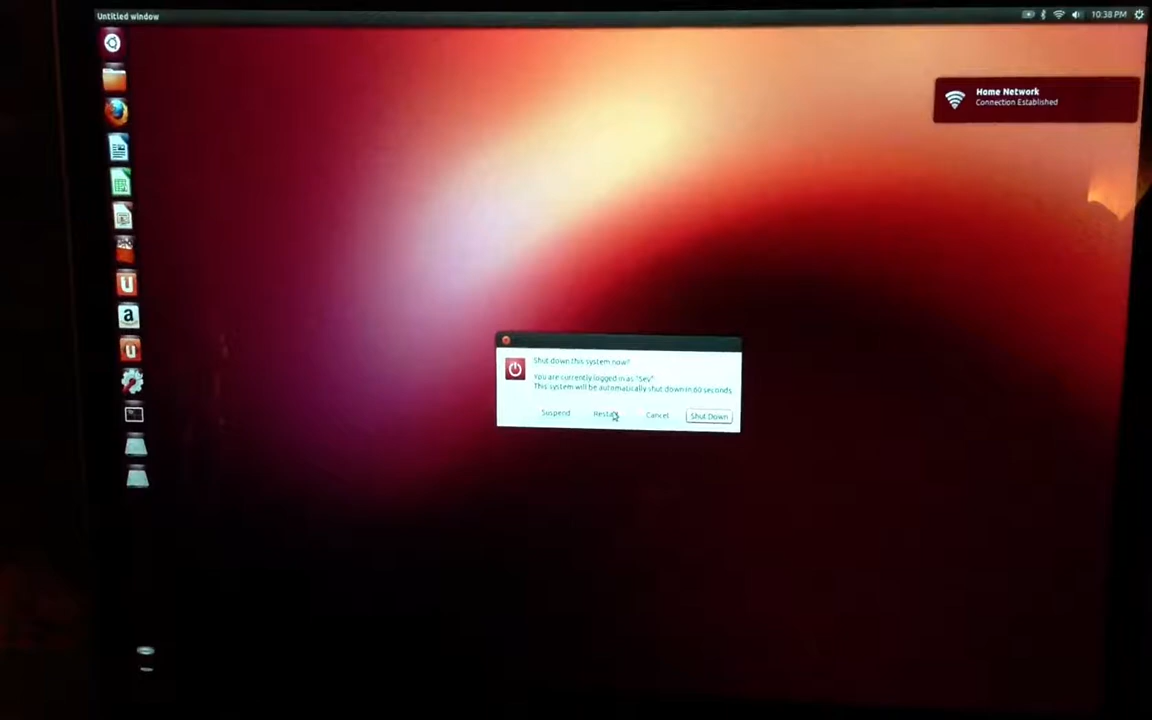 Untitled window
10:38 PM
Home Network
Connection Established
Shut down this system now?
You are currently logged in as "Sev".
This system will be automatically shut down in 60 seconds.
Suspend
Restart
Cancel
Shut Down